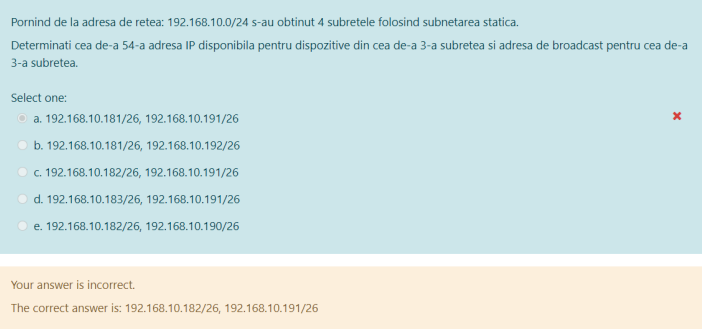 Pornind de la adresa de retea: 192.168.10.0/24 s-au obtinut 4 subretele folosind subnetarea statica.
Determinati cea de-a 54-a adresa IP disponibila pentru dispozitive din cea de-a 3-a subretea si adresa de broadcast pentru cea de-a
3-a subretea.
Select one:
a. 192.168.10.181/26, 192.168.10.191/26
b. 192.168.10.181/26, 192.168.10.192/26
c. 192.168.10.182/26, 192.168.10.191/26
d. 192.168.10.183/26, 192.168.10.191/26
e. 192.168.10.182/26, 192.168.10.190/26
Your answer is incorrect.
The correct answer is: 192.168.10.182/26, 192.168.10.191/26